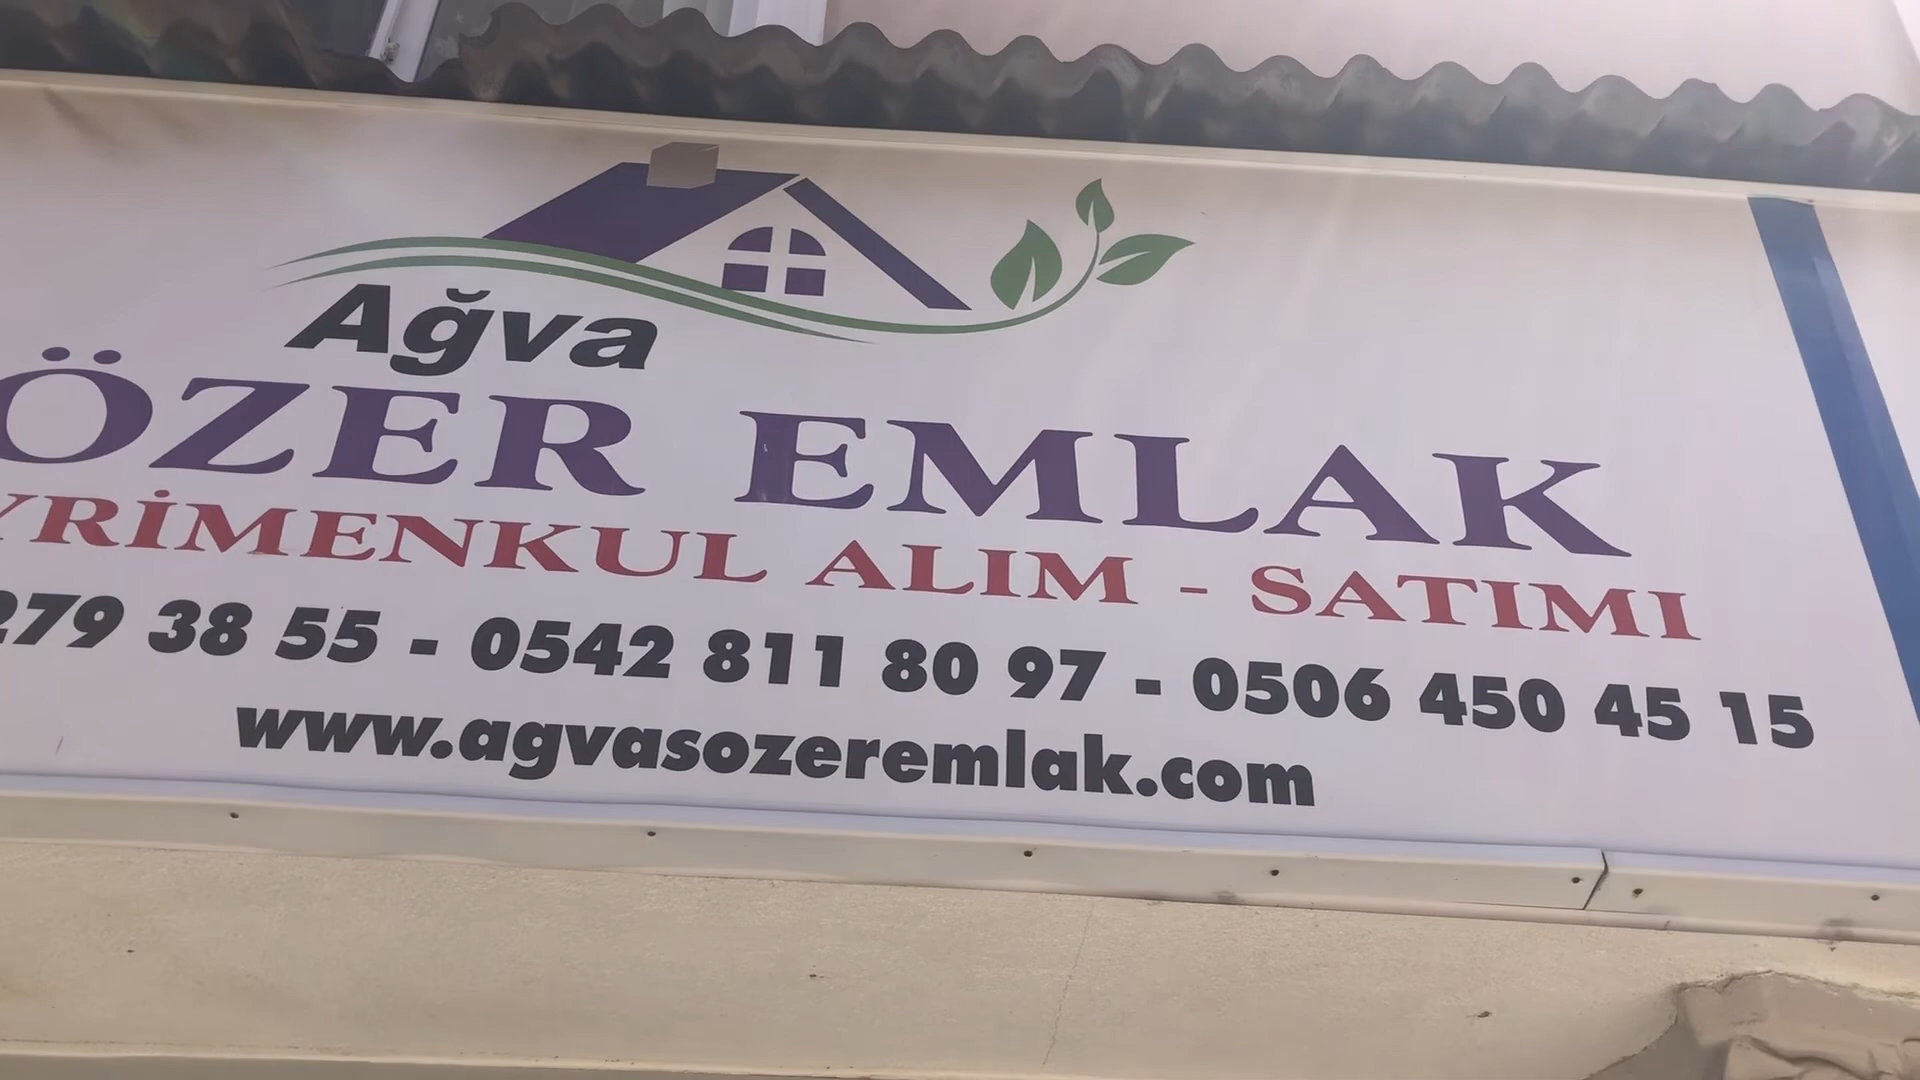 Ağva
ÖZER EMLAK
YRİMENKUL ALIM - SATIMI
279 38 55 - 0542 811 80 97 - 0506 450 45 15
www.agvasozeremlak.com